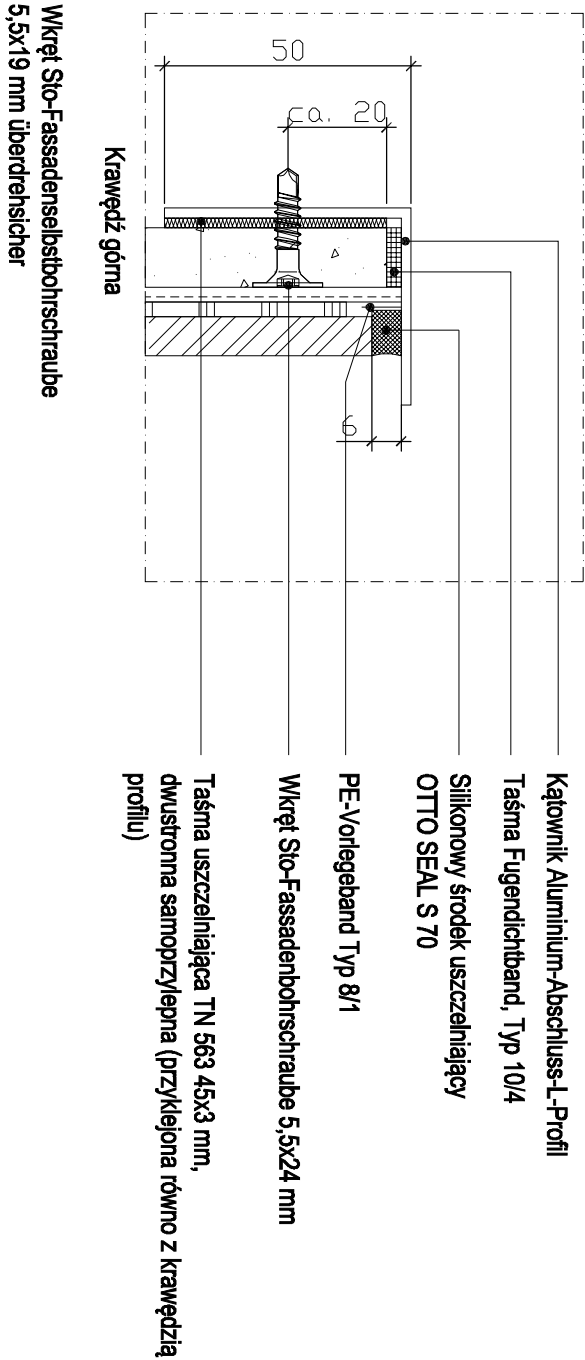 50
ca. 20
Krawędź górna
6
Kątownik Aluminium-Abschluss-L-Profil
Taśma Fugendichtband, Typ 10/4
Silikonowy środek uszczelniający
OTTO SEAL S 70
PE-Vorlegeband Typ 8/1
Wkręt Sto-Fassadenbohrschraube 5,5x24 mm
Taśma uszczelniająca TN 563 45x3 mm,
dwustronna samoprzylepna (przyklejona równo z krawędzią
profilu)
Wkręt Sto-Fassadenselbstbohrschraube
5,5x19 mm überdrehsicher